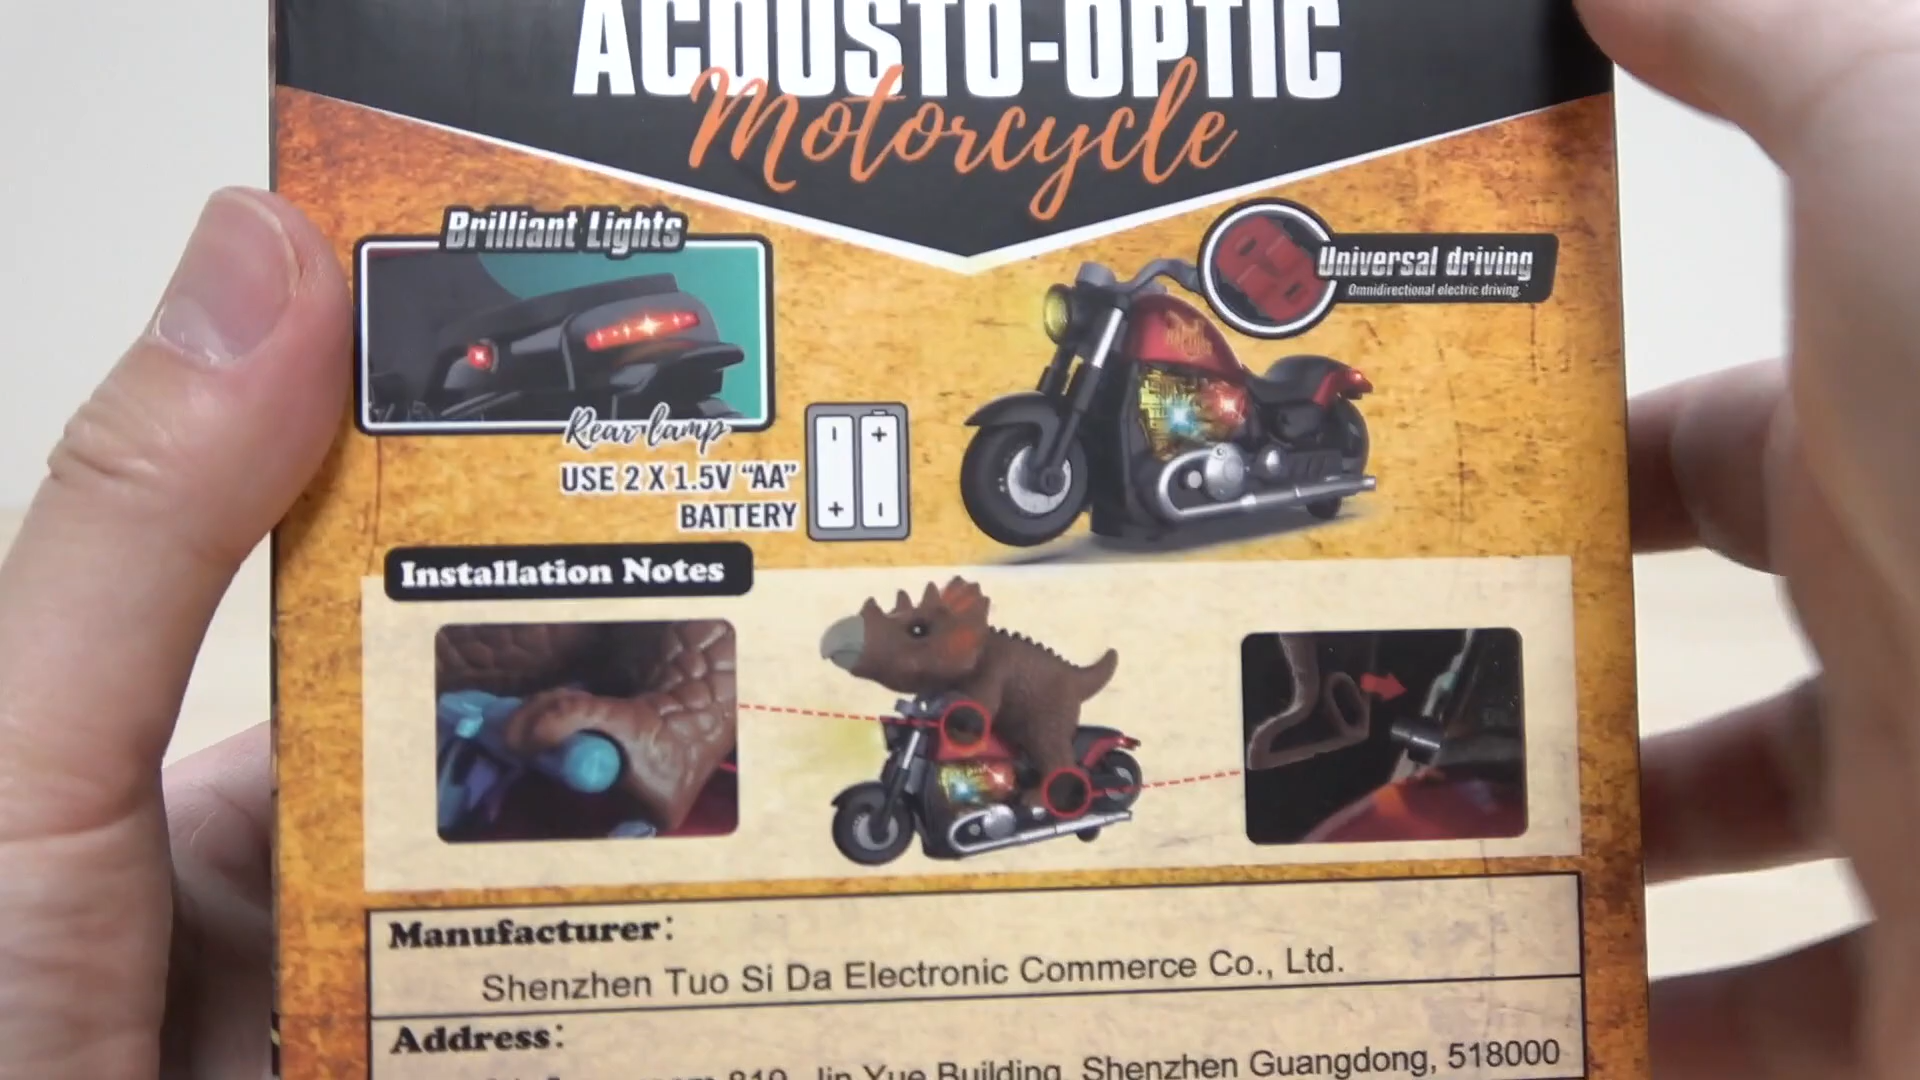 ACOUSTO-OPTIC
Motorcycle
Brilliant Lights
Universal driving
Omnidirectional electric driving.
Rear lamp
USE 2 X 1.5V “AA”
BATTERY
- +
+ -
Installation Notes
Manufacturer:
Shenzhen Tuo Si Da Electronic Commerce Co., Ltd.
Address:
810, Jin Yue Building, Shenzhen Guangdong, 518000